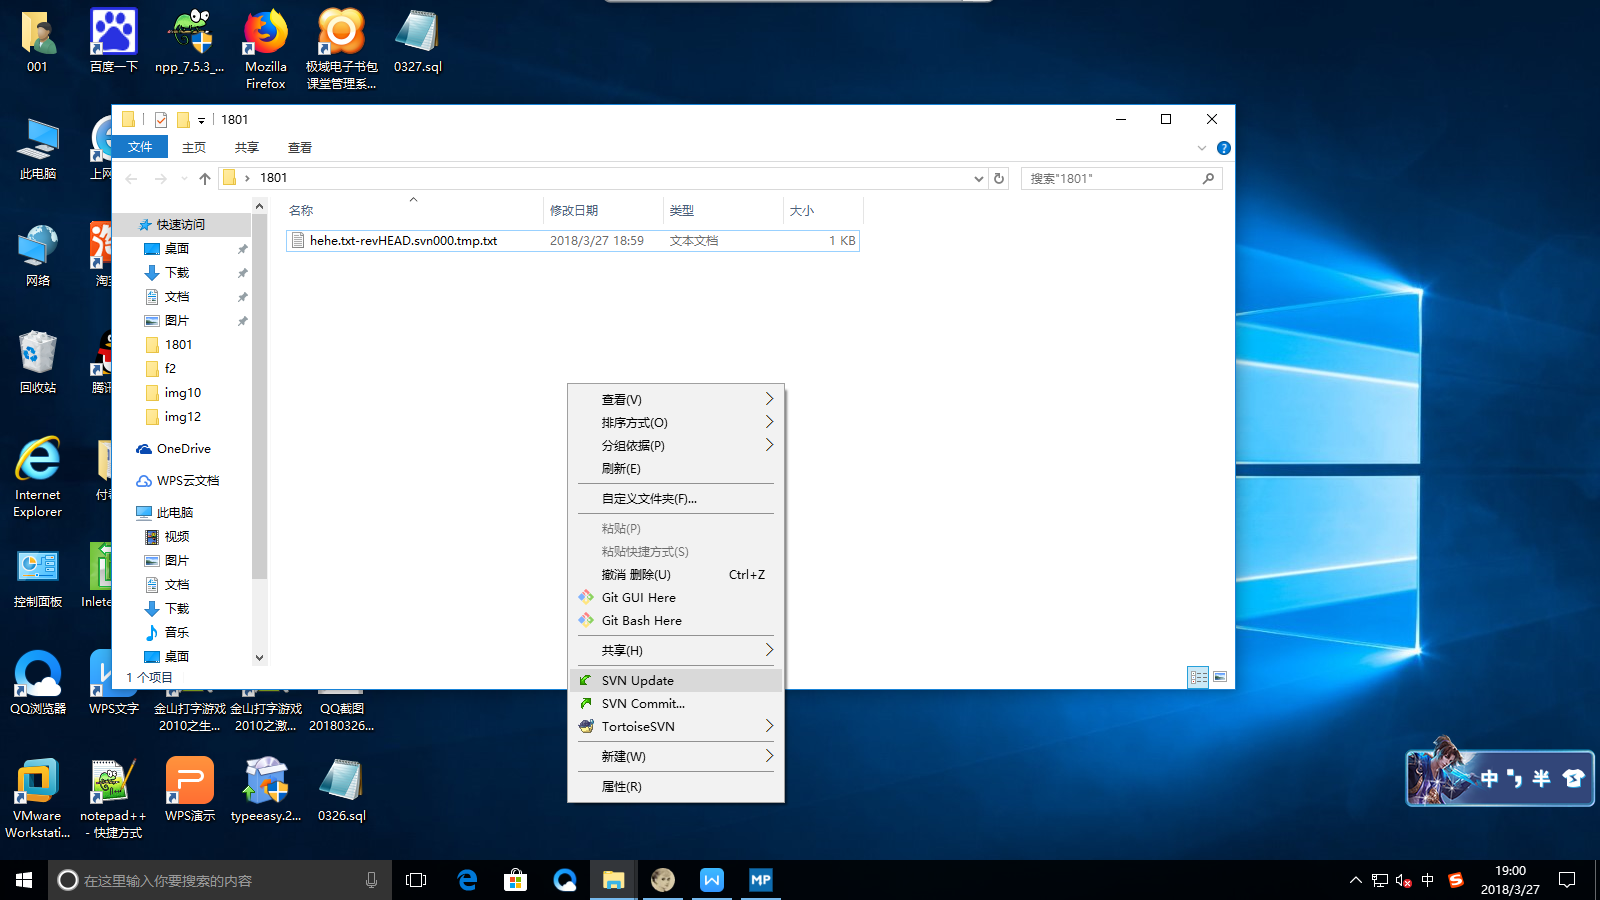 001
百度一下
npp_7.5.3_...
Mozilla
Firefox
极域电子书包
课堂管理系...
0327.sql
此电脑
上网
网络
淘宝
回收站
腾讯
Internet
Explorer
控制面板
Inlete
QQ浏览器
WPS文字
金山打字游戏
2010之生...
金山打字游戏
2010之激...
QQ截图
20180326...
VMware
Workstati...
notepad++
- 快捷方式
WPS演示
typeeasy.2...
0326.sql
1801
文件
主页
共享
查看
1801
搜索"1801"
名称
修改日期
类型
大小
hehe.txt-revHEAD.svn000.tmp.txt
2018/3/27 18:59
文本文档
1 KB
快速访问
桌面
下载
文档
图片
1801
f2
img10
img12
OneDrive
WPS云文档
此电脑
视频
图片
文档
下载
音乐
桌面
1 个项目
查看(V)
排序方式(O)
分组依据(P)
刷新(E)
自定义文件夹(F)...
粘贴(P)
粘贴快捷方式(S)
撤消 删除(U) Ctrl+Z
Git GUI Here
Git Bash Here
共享(H)
SVN Update
SVN Commit...
TortoiseSVN
新建(W)
属性(R)
中 半
在这里输入你要搜索的内容
W
MP
中
S
19:00
2018/3/27